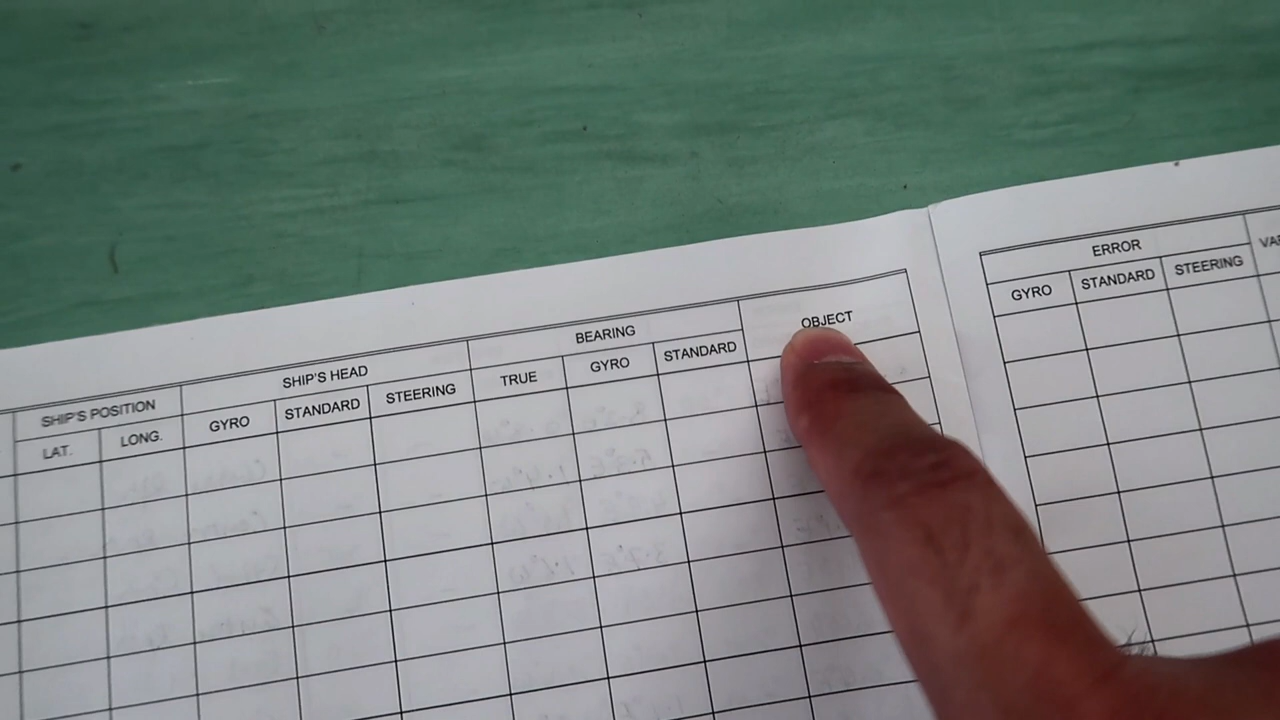 SHIP'S POSITION SHIP'S HEAD BEARING OBJECT
LAT. LONG. GYRO STANDARD STEERING TRUE GYRO STANDARD
ERROR
GYRO STANDARD STEERING